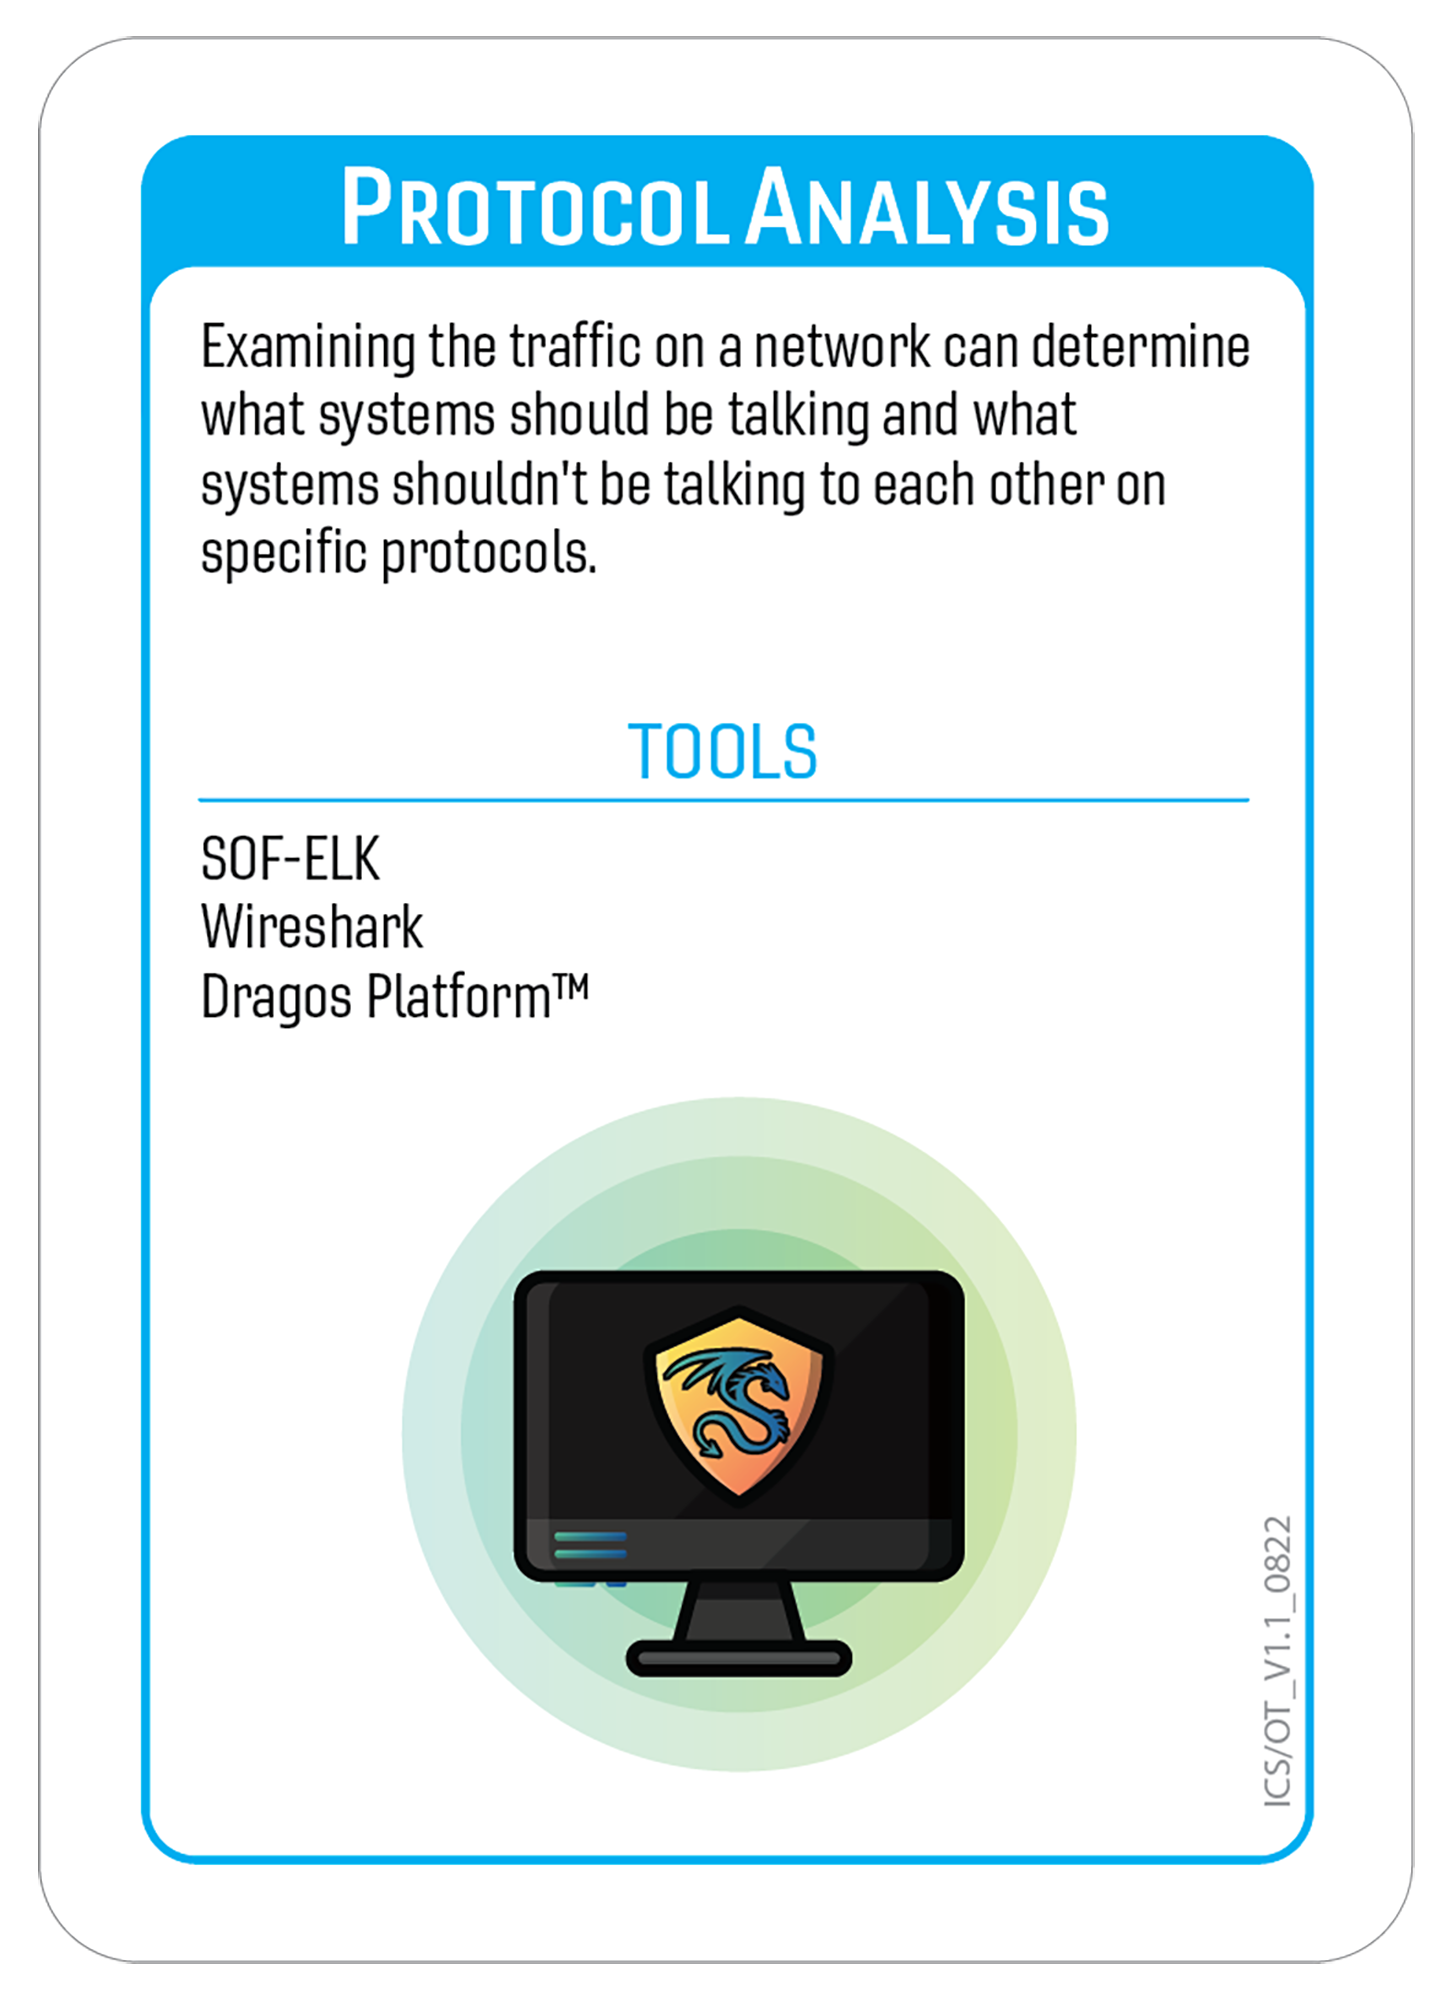 PROTOCOL ANALYSIS
Examining the traffic on a network can determine
what systems should be talking and what
systems shouldn't be talking to each other on
specific protocols.
TOOLS
SOF-ELK
Wireshark
Dragos Platform™
ICS/OT_V1.1_0822